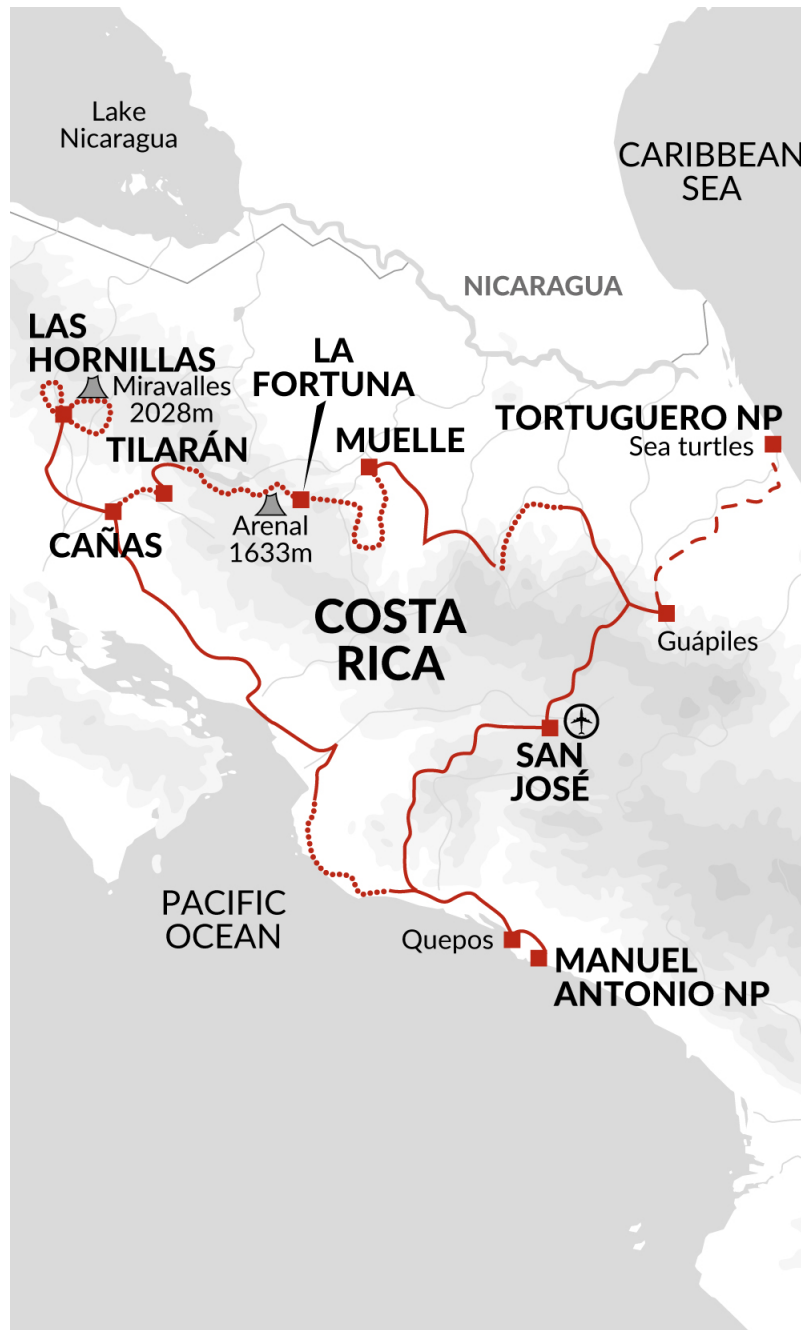 Lake
Nicaragua
CARIBBEAN
SEA
NICARAGUA
LAS
HORNILLAS
Miravalles
2028m
LA
FORTUNA
TORTUGUERO NP
Sea turtles
MUELLE
TILARÁN
Arenal
1633m
CAÑAS
COSTA
RICA
Guápiles
SAN
JOSÉ
PACIFIC
OCEAN
Quepos
MANUEL
ANTONIO NP